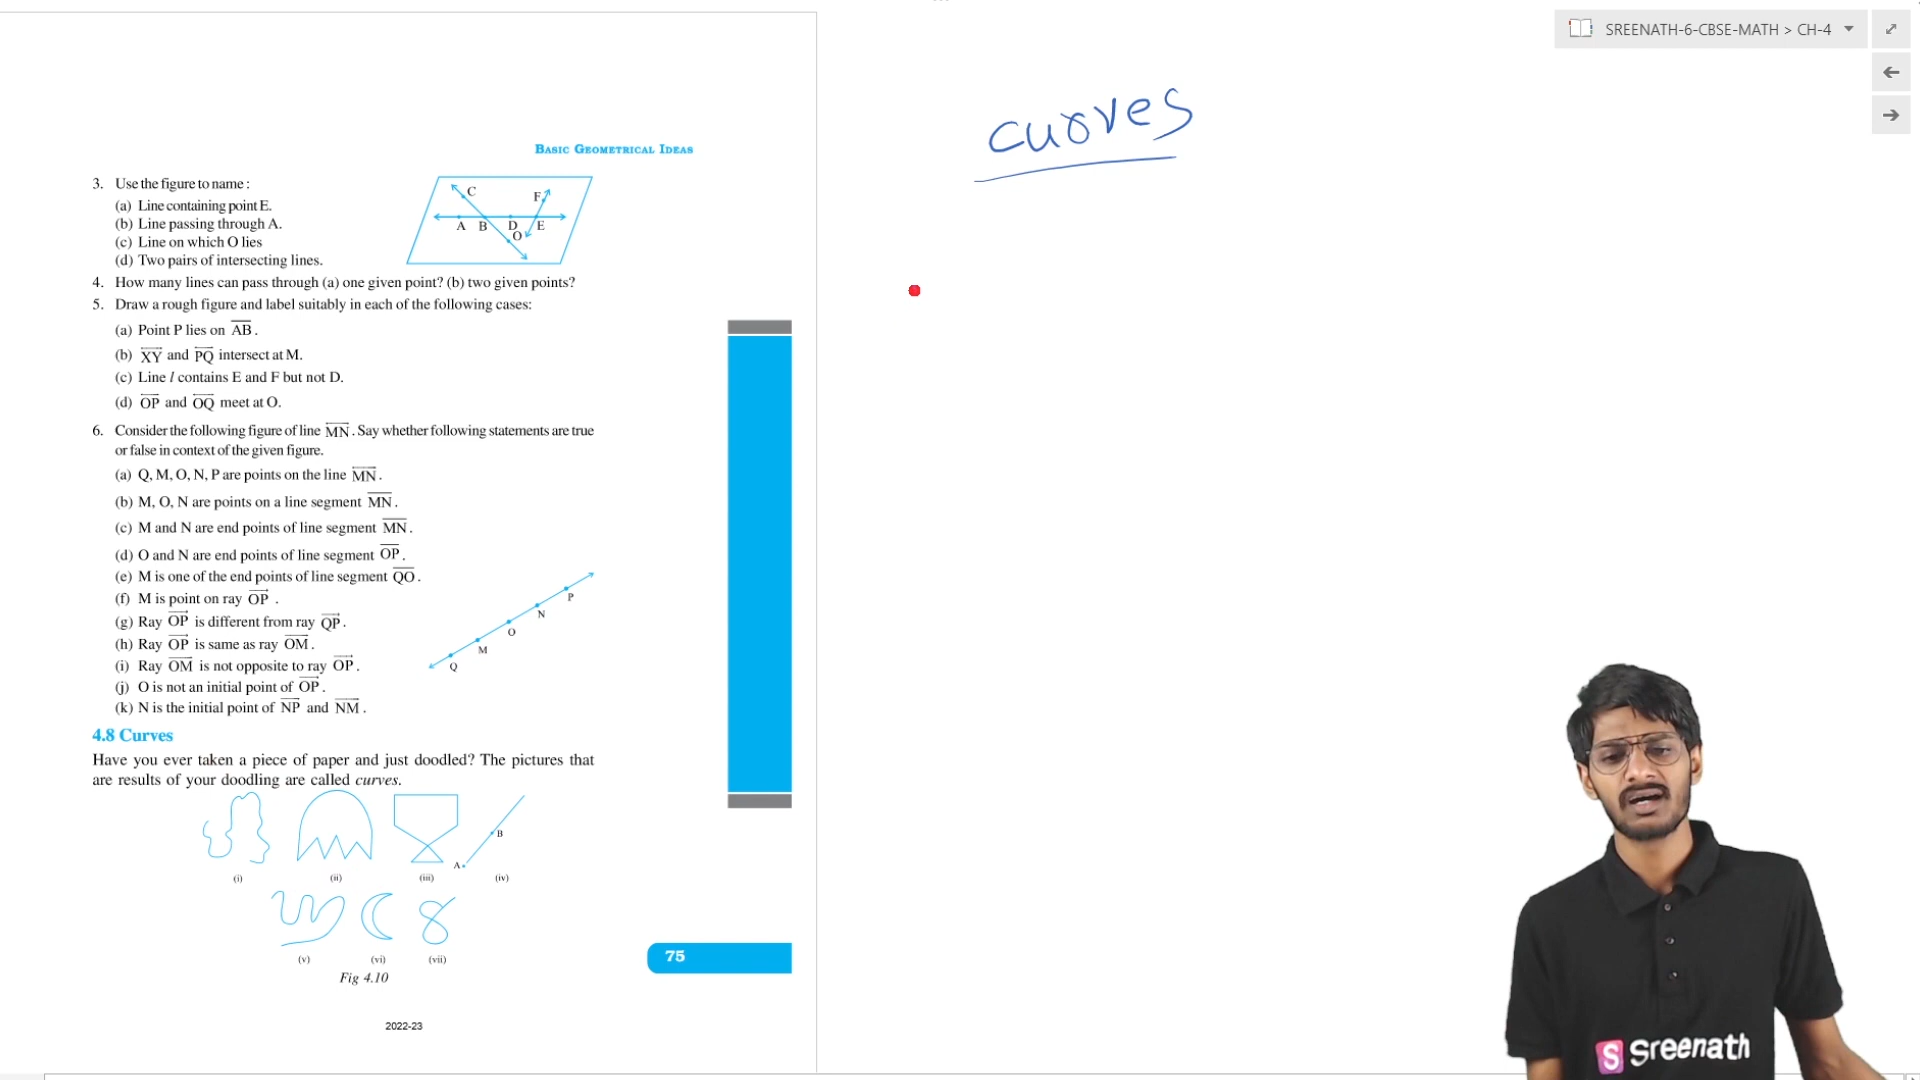 SREENATH-6-CBSE-MATH > CH-4
curves
BASIC GEOMETRICAL IDEAS
3. Use the figure to name :
(a) Line containing point E.
(b) Line passing through A.
(c) Line on which O lies
(d) Two pairs of intersecting lines.
C
F
A B D E
O
4. How many lines can pass through (a) one given point? (b) two given points?
5. Draw a rough figure and label suitably in each of the following cases:
(a) Point P lies on AB.
(b) XY and PQ intersect at M.
(c) Line l contains E and F but not D.
(d) OP and OQ meet at O.
6. Consider the following figure of line MN. Say whether following statements are true
or false in context of the given figure.
(a) Q, M, O, N, P are points on the line MN.
(b) M, O, N are points on a line segment MN.
(c) M and N are end points of line segment MN.
(d) O and N are end points of line segment OP.
(e) M is one of the end points of line segment QO.
(f) M is point on ray OP .
(g) Ray OP is different from ray QP.
(h) Ray OP is same as ray OM.
(i) Ray OM is not opposite to ray OP.
(j) O is not an initial point of OP.
(k) N is the initial point of NP and NM.
P
N
O
M
Q
4.8 Curves
Have you ever taken a piece of paper and just doodled? The pictures that
are results of your doodling are called curves.
B
A
(i) (ii) (iii) (iv)
(v) (vi) (vii)
Fig 4.10
75
2022-23
S Sreenath